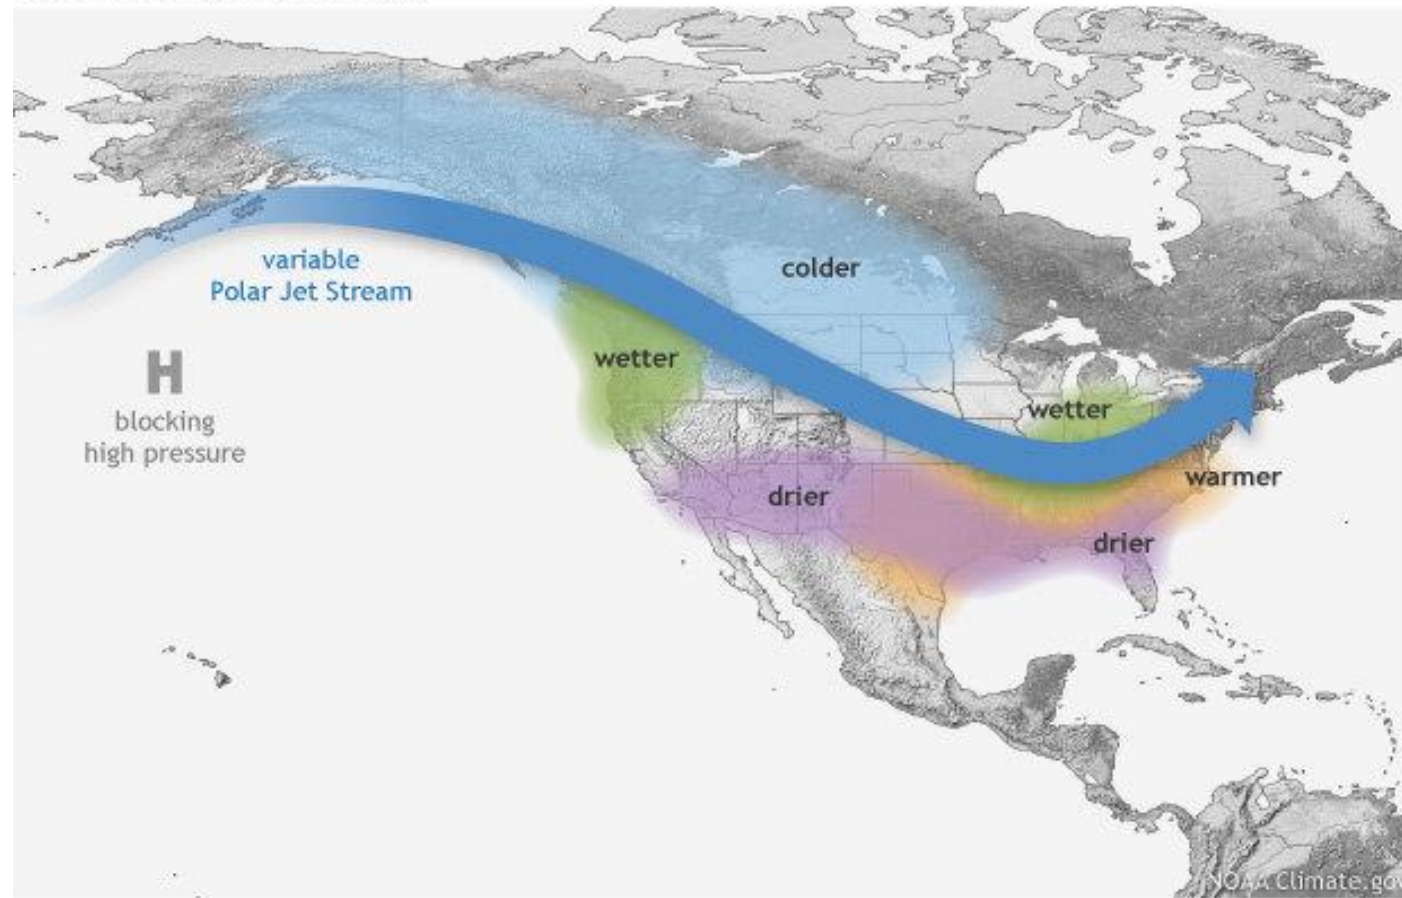 variable
Polar Jet Stream
colder
H
blocking
high pressure
wetter
wetter
warmer
drier
drier
NOAA Climate.gov